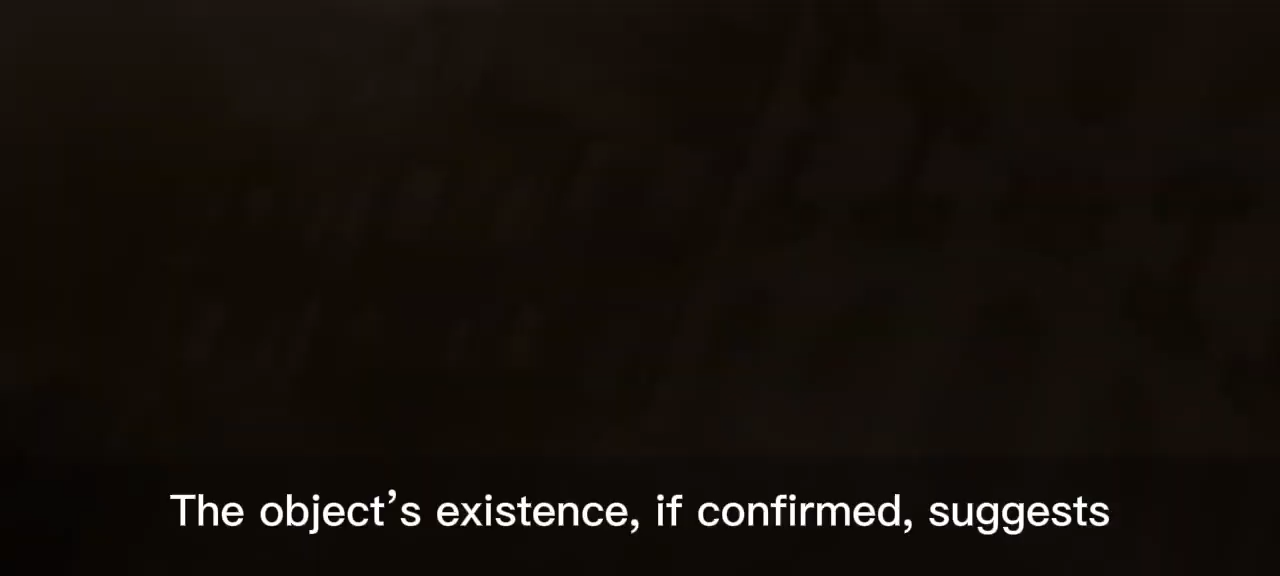 The object’s existence, if confirmed, suggests